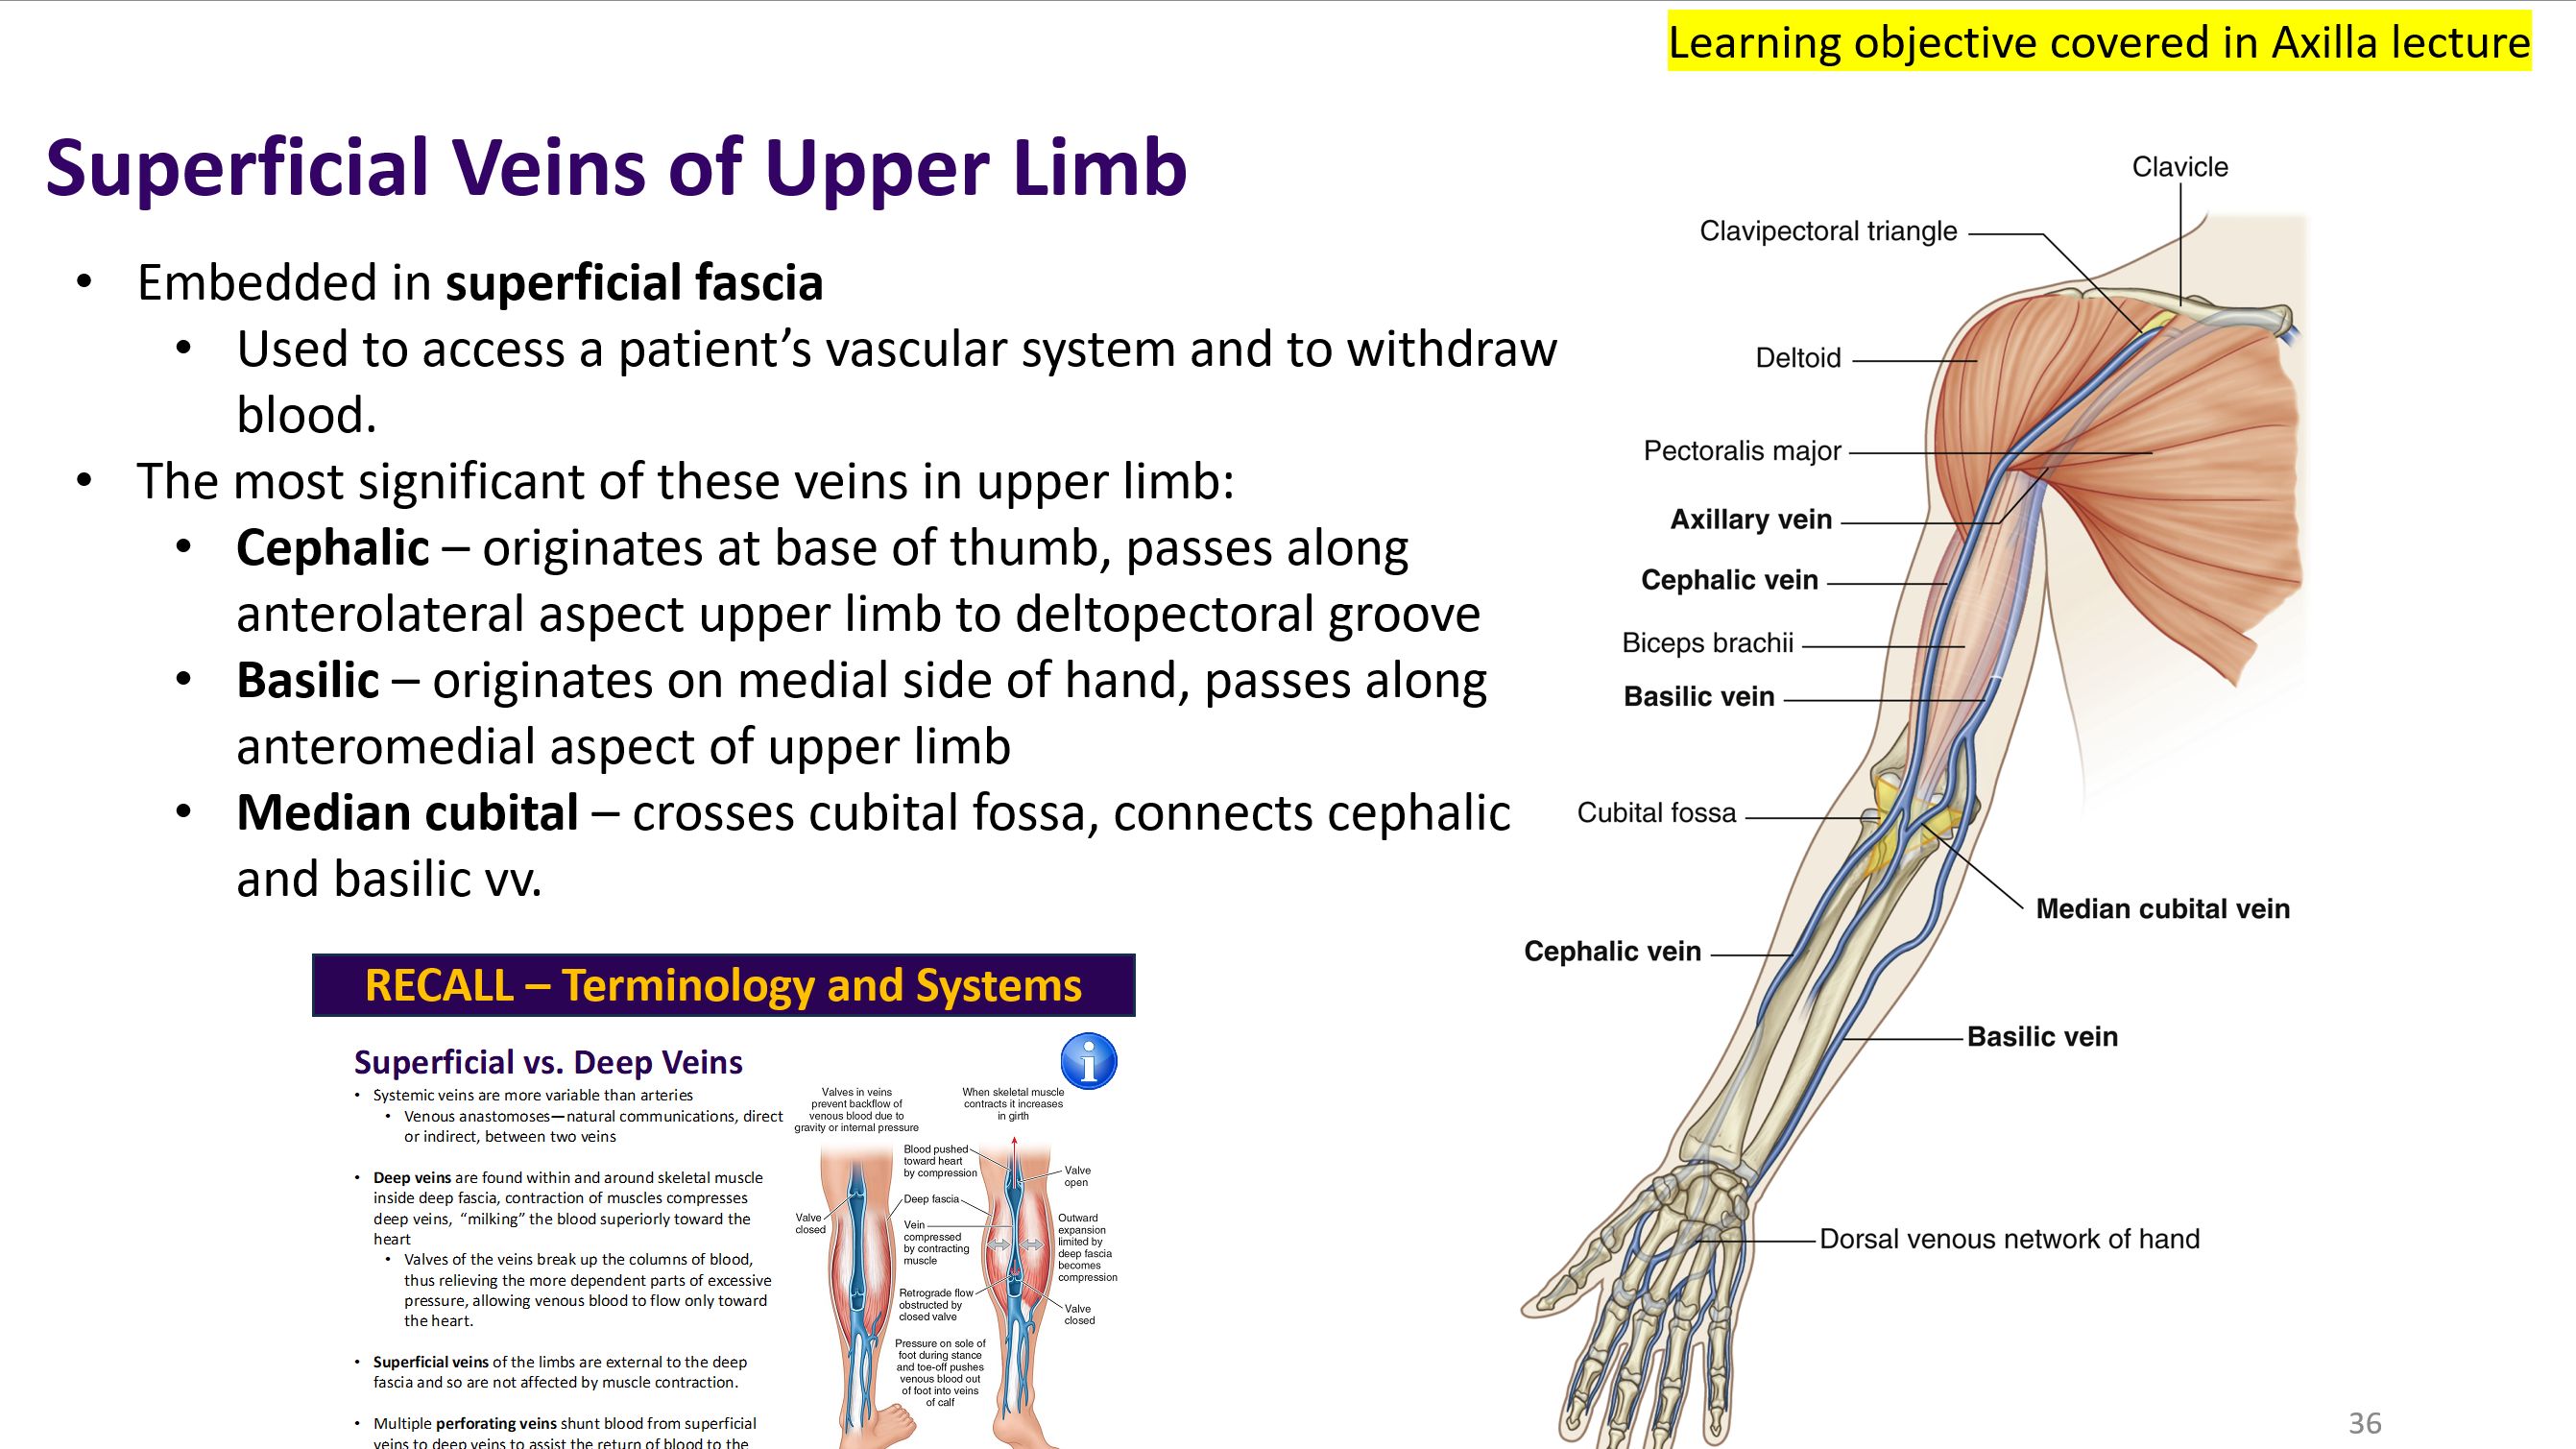 Learning objective covered in Axilla lecture
Superficial Veins of Upper Limb
• Embedded in superficial fascia
• Used to access a patient’s vascular system and to withdraw
blood.
• The most significant of these veins in upper limb:
• Cephalic – originates at base of thumb, passes along
anterolateral aspect upper limb to deltopectoral groove
• Basilic – originates on medial side of hand, passes along
anteromedial aspect of upper limb
• Median cubital – crosses cubital fossa, connects cephalic
and basilic vv.
Clavicle
Clavipectoral triangle
Deltoid
Pectoralis major
Axillary vein
Cephalic vein
Biceps brachii
Basilic vein
Cubital fossa
Median cubital vein
Cephalic vein
Basilic vein
Dorsal venous network of hand
RECALL – Terminology and Systems
Superficial vs. Deep Veins
i
• Systemic veins are more variable than arteries
• Venous anastomoses—natural communications, direct
or indirect, between two veins
• Deep veins are found within and around skeletal muscle
inside deep fascia, contraction of muscles compresses
deep veins, “milking” the blood superiorly toward the
heart
• Valves of the veins break up the columns of blood,
thus relieving the more dependent parts of excessive
pressure, allowing venous blood to flow only toward
the heart.
• Superficial veins of the limbs are external to the deep
fascia and so are not affected by muscle contraction.
• Multiple perforating veins shunt blood from superficial
veins to deep veins to assist the return of blood to the
Valves in veins
prevent backflow of
venous blood due to
gravity or internal pressure
When skeletal muscle
contracts it increases
in girth
Blood pushed
toward heart
by compression
Valve
open
Deep fascia
Valve
closed
Vein
compressed
by contracting
muscle
Outward
expansion
limited by
deep fascia
becomes
compression
Retrograde flow
obstructed by
closed valve
Valve
closed
Pressure on sole of
foot during stance
and toe-off pushes
venous blood out
of foot into veins
of calf
36